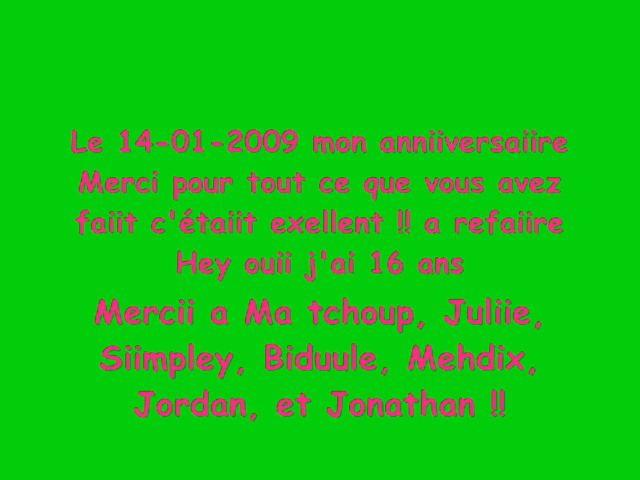 Le 14-01-2009 mon anniiversaiire
Merci pour tout ce que vous avez
faiit c'étaiit exellent !! a refaiire
Hey ouii j'ai 16 ans
Mercii a Ma tchoup, Juliie,
Siimpley, Biduule, Mehdix,
Jordan, et Jonathan !!